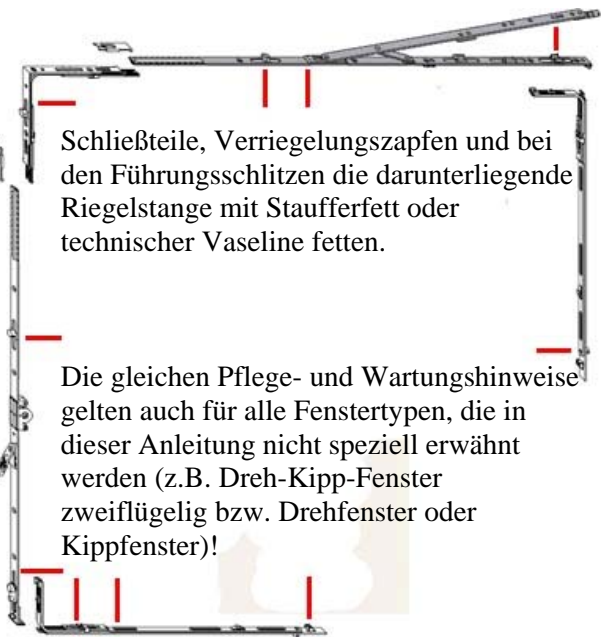 Schließteile, Verriegelungszapfen und bei
den Führungsschlitzen die darunterliegende
Riegelstange mit Staufferfett oder
technischer Vaseline fetten.
Die gleichen Pflege- und Wartungshinweise
gelten auch für alle Fenstertypen, die in
dieser Anleitung nicht speziell erwähnt
werden (z.B. Dreh-Kipp-Fenster
zweiflügelig bzw. Drehfenster oder
Kippfenster)!